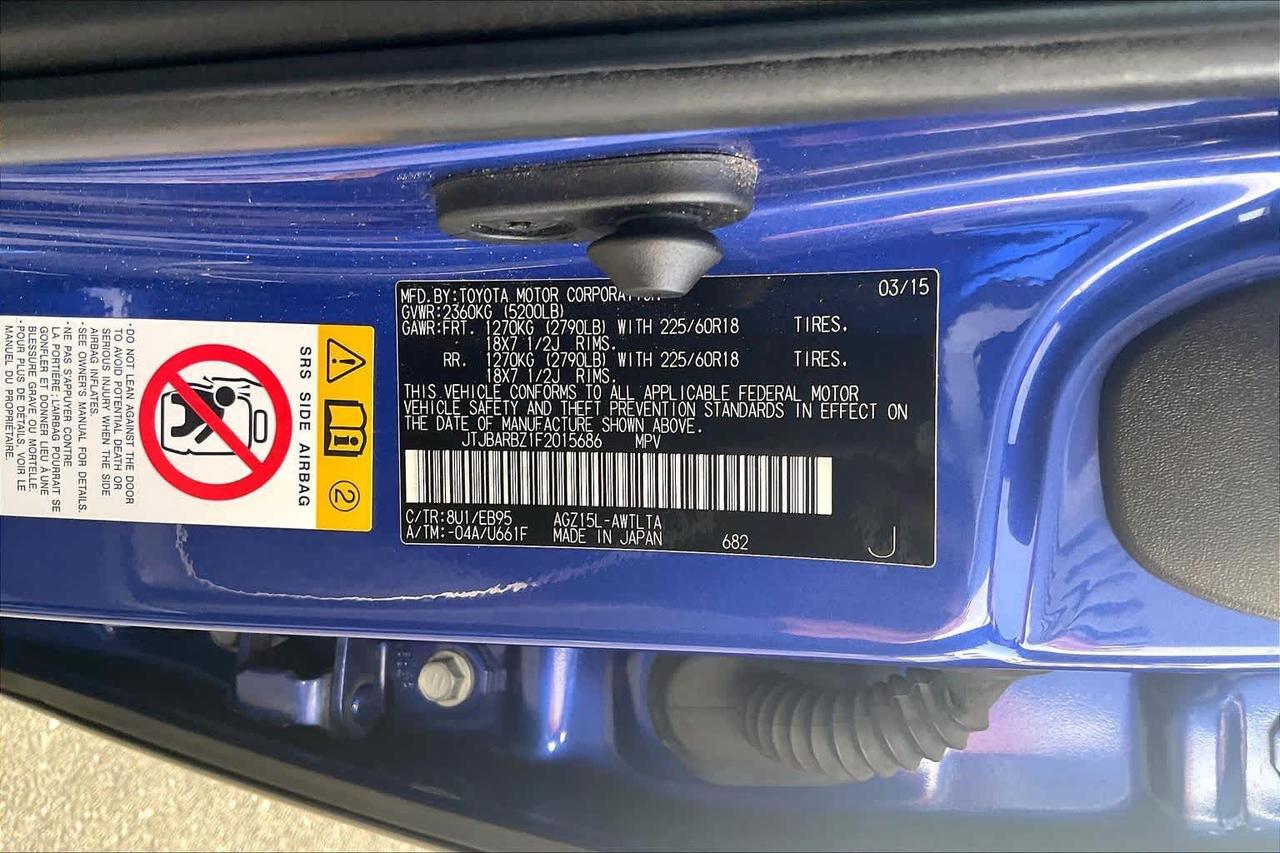 MFD.BY:TOYOTA MOTOR CORPORATION
03/15
GVWR:2360KG (5200LB)
GAWR:FRT. 1270KG (2790LB) WITH 225/60R18 TIRES.
18X7 1/2J RIMS.
RR. 1270KG (2790LB) WITH 225/60R18 TIRES.
18X7 1/2J RIMS.
THIS VEHICLE CONFORMS TO ALL APPLICABLE FEDERAL MOTOR
VEHICLE SAFETY AND THEFT PREVENTION STANDARDS IN EFFECT ON
THE DATE OF MANUFACTURE SHOWN ABOVE.
JTJBARBZ1F2015686 MPV
C/TR:8U1/EB95 AGZ15L-AWTLTA
A/TM:-04A/U661F MADE IN JAPAN 682
J
2
SRS SIDE AIRBAG
•DO NOT LEAN AGAINST THE DOOR
TO AVOID POTENTIAL DEATH OR
SERIOUS INJURY WHEN THE SIDE
AIRBAG INFLATES.
•SEE OWNER'S MANUAL FOR DETAILS.
•NE PAS S'APPUYER CONTRE
LA PORTIERE ; L'AIRBAG POURRAIT SE
GONFLER ET DONNER LIEU À UNE
BLESSURE GRAVE OU MORTELLE.
•POUR PLUS DE DÉTAILS, VOIR LE
MANUEL DU PROPRIÉTAIRE.